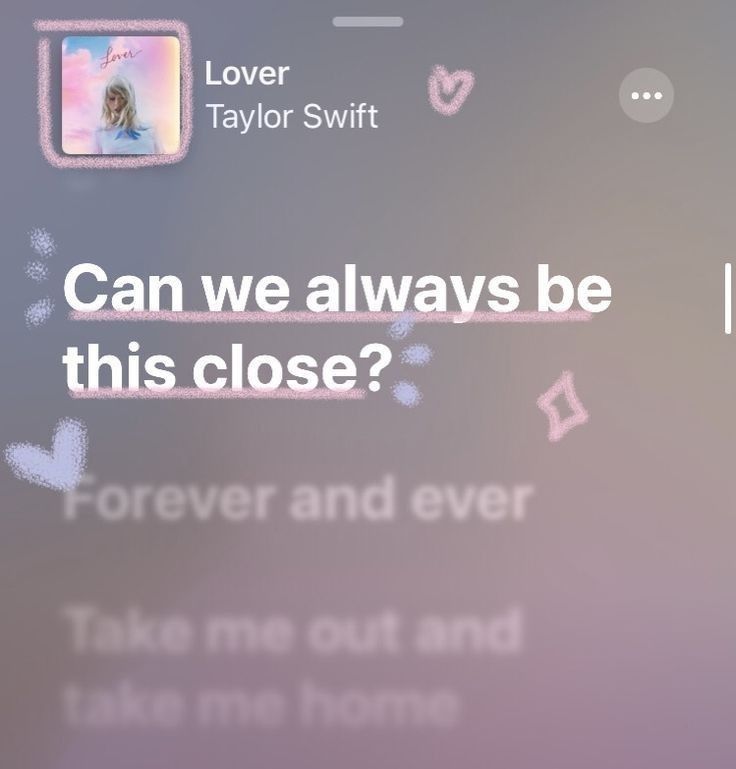 Lover
Lover
Taylor Swift
Can we always be
this close?
Forever and ever
Take me out and
take me home